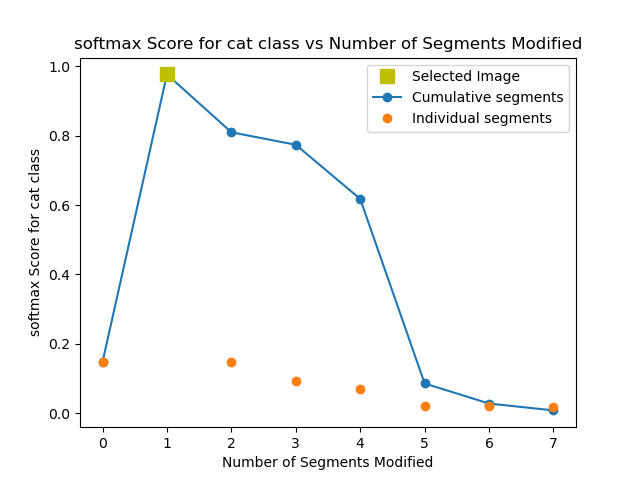 softmax Score for cat class vs Number of Segments Modified
Selected Image
Cumulative segments
Individual segments
softmax Score for cat class
1.0
0.8
0.6
0.4
0.2
0.0
0 1 2 3 4 5 6 7
Number of Segments Modified